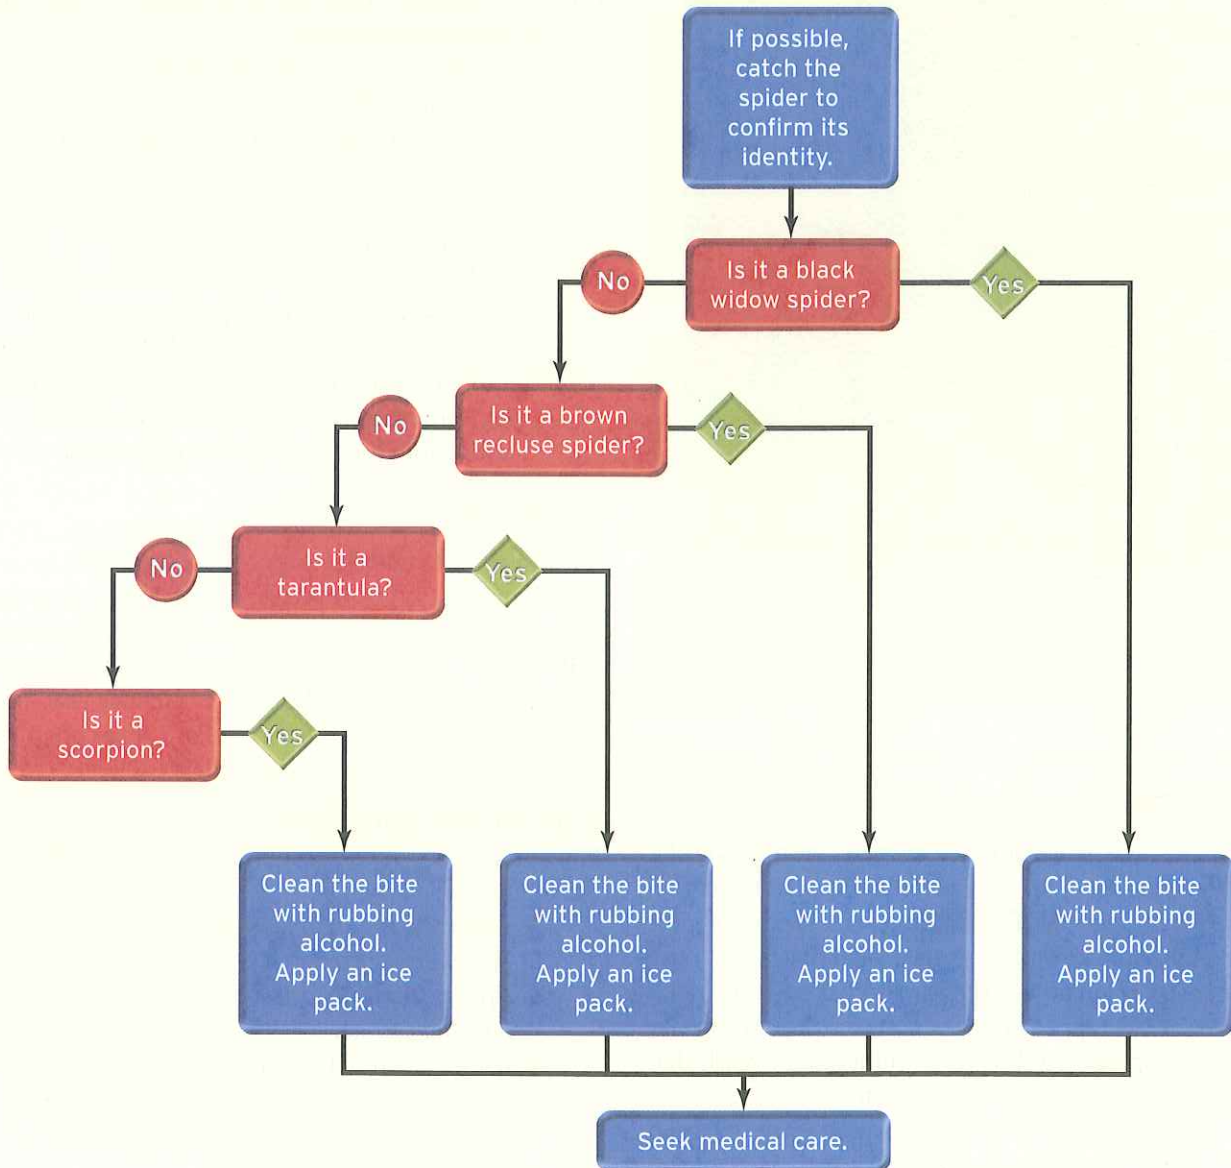 If possible,
catch the
spider to
confirm its
identity.
No
Is it a black
widow spider?
Yes
No
Is it a brown
recluse spider?
Yes
No
Is it a
tarantula?
Yes
Is it a
scorpion?
Yes
Clean the bite
with rubbing
alcohol.
Apply an ice
pack.
Clean the bite
with rubbing
alcohol.
Apply an ice
pack.
Clean the bite
with rubbing
alcohol.
Apply an ice
pack.
Clean the bite
with rubbing
alcohol.
Apply an ice
pack.
Seek medical care.